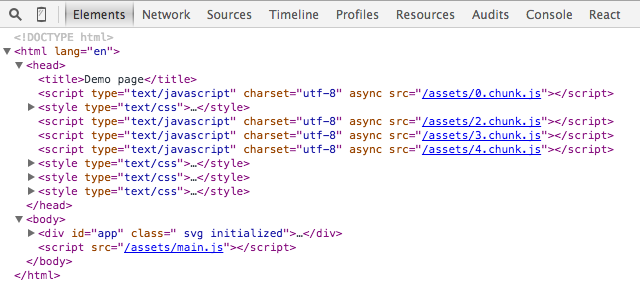 Elements Network Sources Timeline Profiles Resources Audits Console React
<!DOCTYPE html>
<html lang="en">
<head>
<title>Demo page</title>
<script type="text/javascript" charset="utf-8" async src="/assets/0.chunk.js"></script>
<style type="text/css">…</style>
<script type="text/javascript" charset="utf-8" async src="/assets/2.chunk.js"></script>
<script type="text/javascript" charset="utf-8" async src="/assets/3.chunk.js"></script>
<script type="text/javascript" charset="utf-8" async src="/assets/4.chunk.js"></script>
<style type="text/css">…</style>
<style type="text/css">…</style>
<style type="text/css">…</style>
</head>
<body>
<div id="app" class=" svg initialized">…</div>
<script src="/assets/main.js"></script>
</body>
</html>